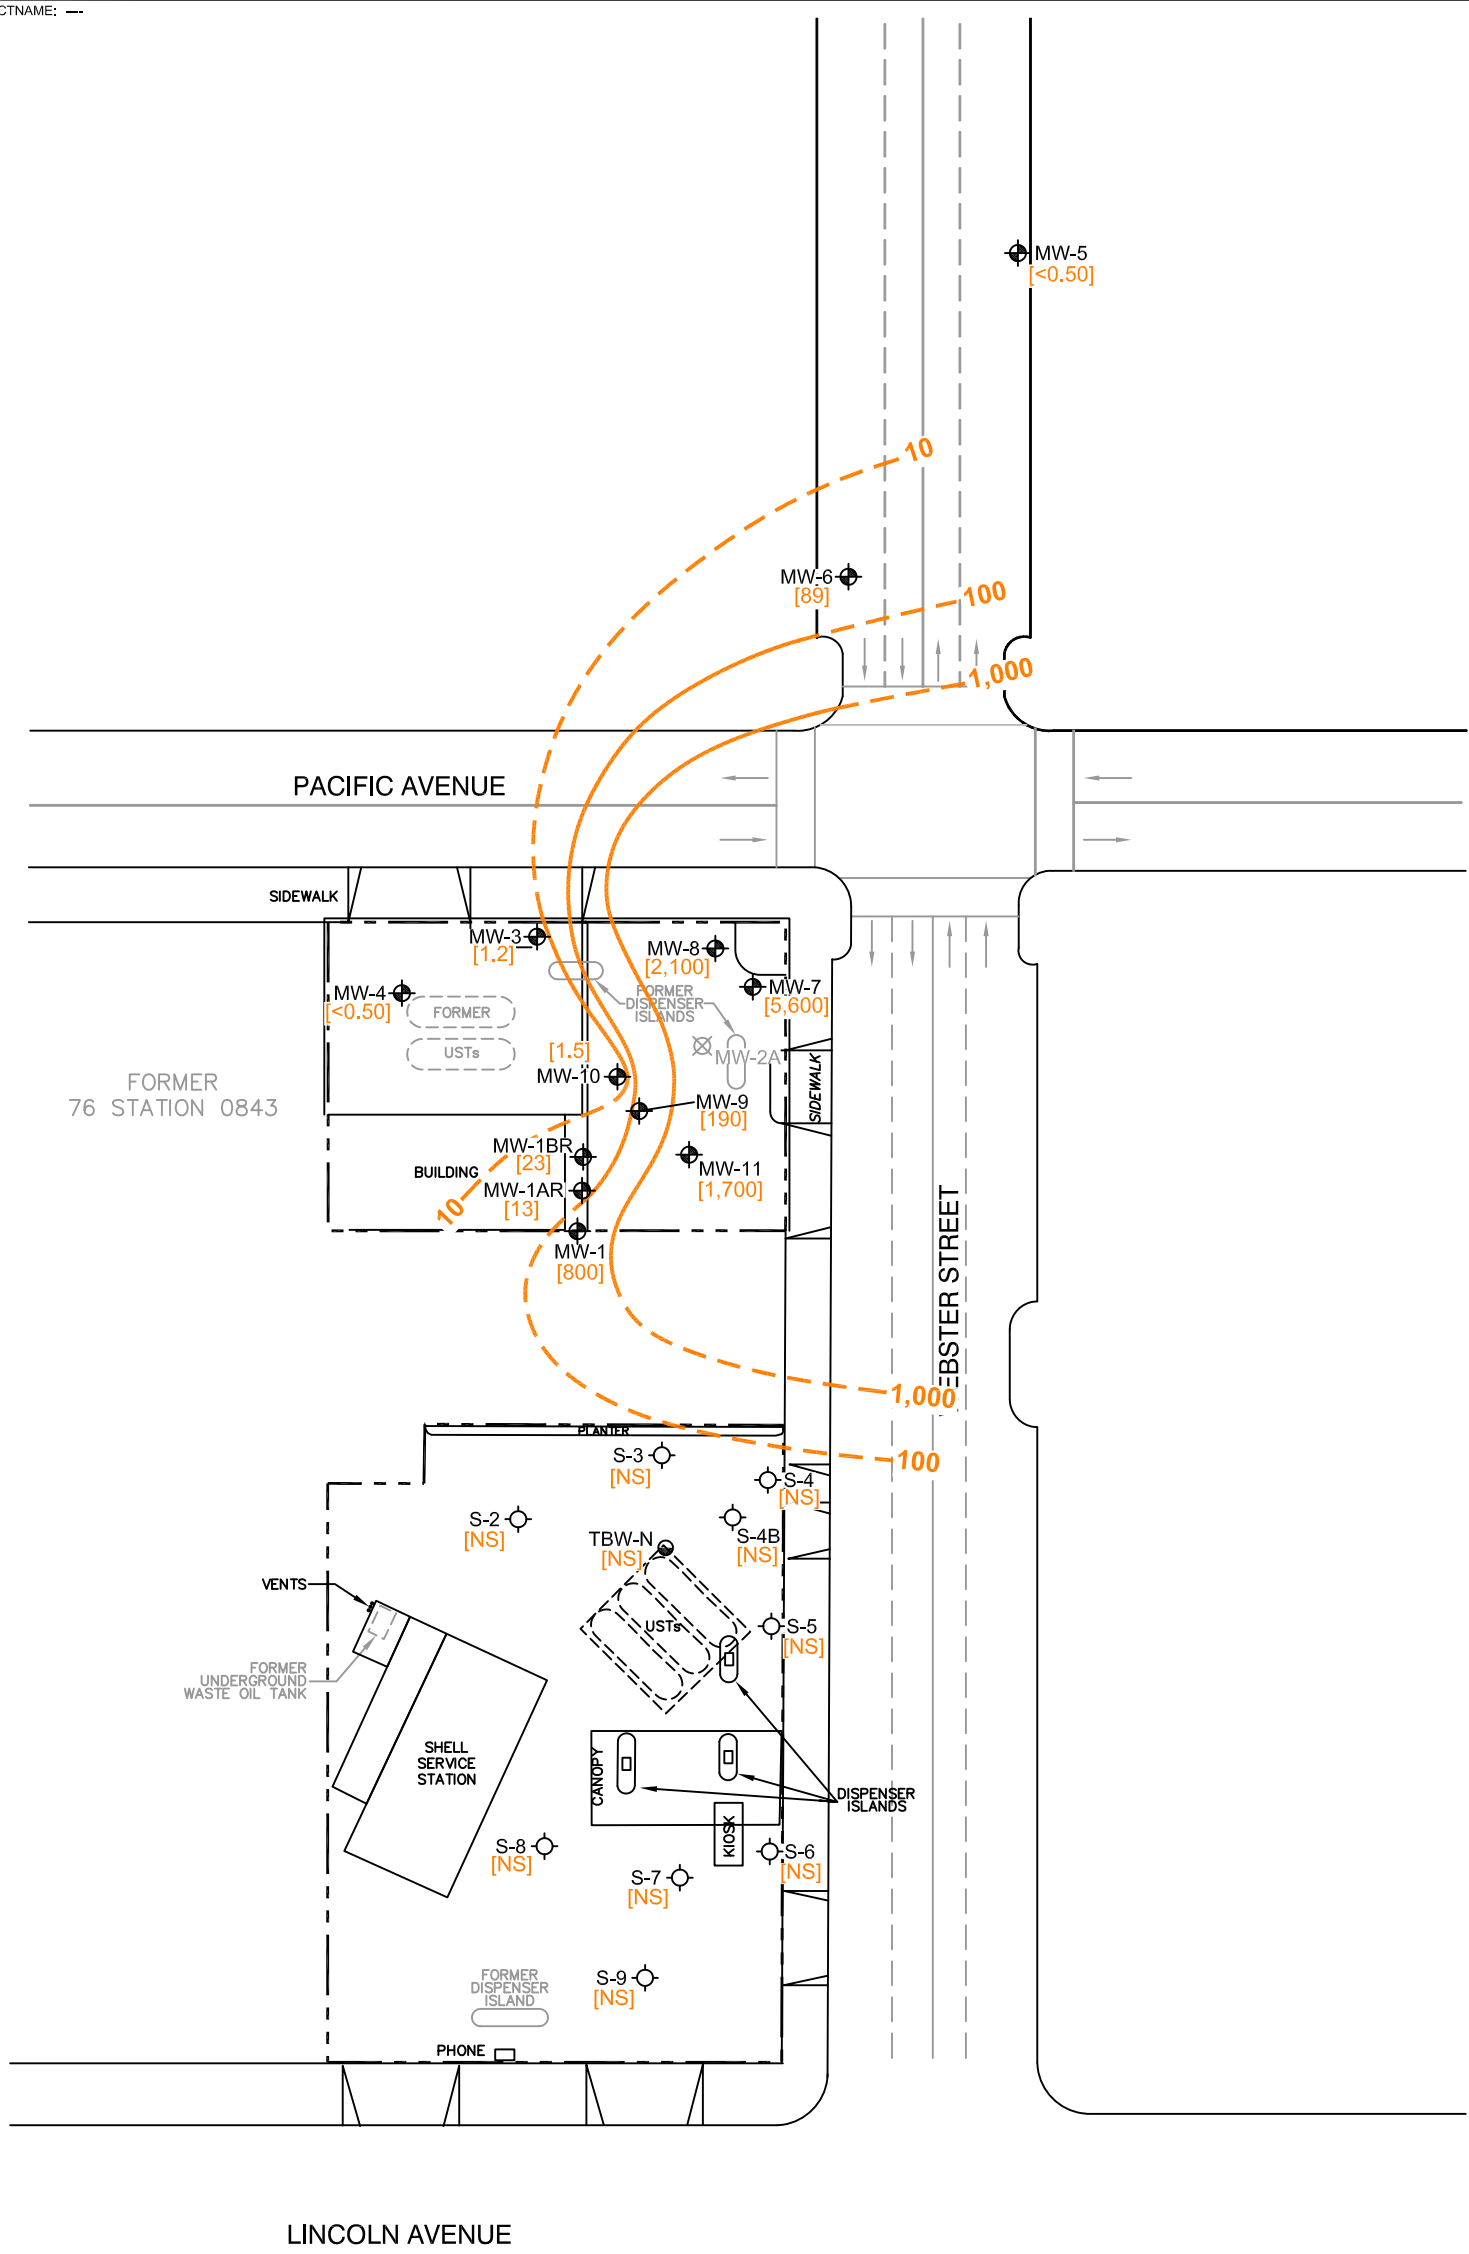 CTNAME: ---
MW-5
[<0.50]
10
MW-6
[89]
100
1,000
PACIFIC AVENUE
SIDEWALK
MW-3
[1.2]
MW-8
[2,100]
MW-4
[<0.50]
MW-7
[5,600]
FORMER
DISPENSER
ISLANDS
FORMER
USTs
MW-2A
[1.5]
MW-10
SIDEWALK
FORMER
76 STATION 0843
MW-9
[190]
MW-1BR
[23]
MW-11
[1,700]
BUILDING
MW-1AR
[13]
10
MW-1
[800]
EBSTER STREET
1,000
PLANTER
100
S-3
[NS]
S-4
[NS]
S-2
[NS]
TBW-N
[NS]
S-4B
[NS]
VENTS
USTs
S-5
[NS]
FORMER
UNDERGROUND
WASTE OIL TANK
SHELL
SERVICE
STATION
CANOPY
DISPENSER
ISLANDS
KIOSK
S-8
[NS]
S-6
[NS]
S-7
[NS]
FORMER
DISPENSER
ISLAND
S-9
[NS]
PHONE
LINCOLN AVENUE